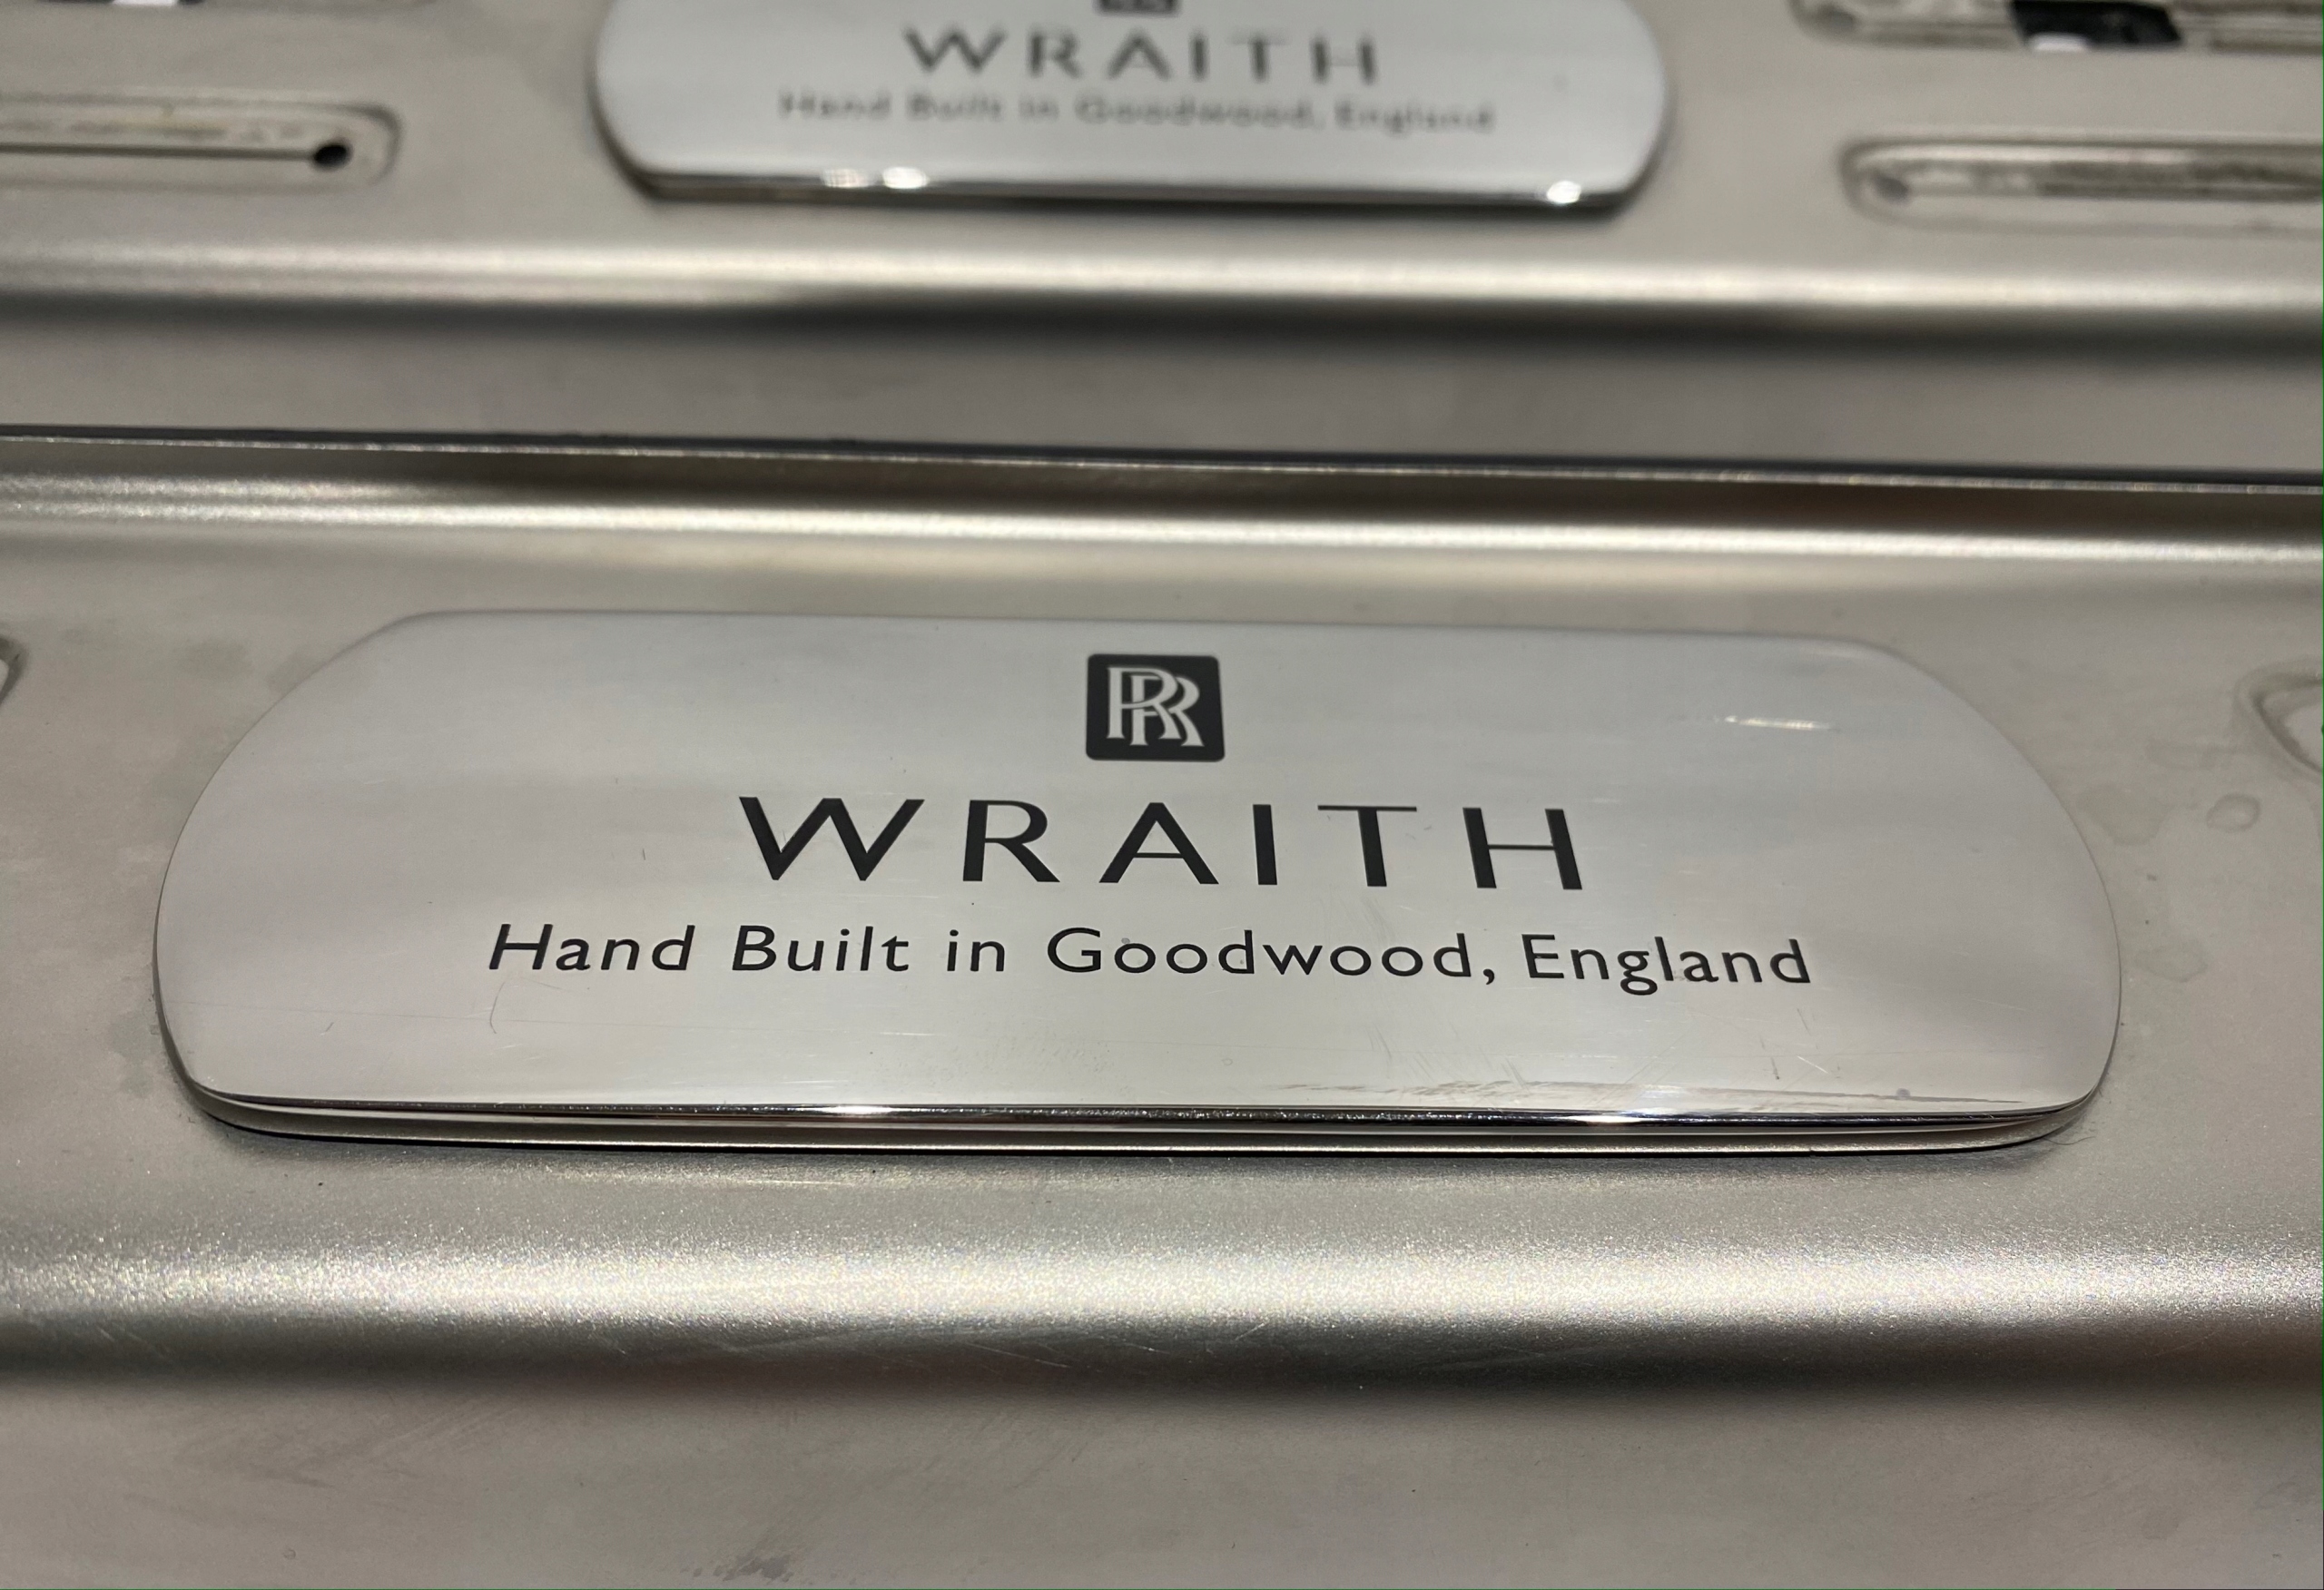 WRAITH
Hand Built in Goodwood, England
RR
WRAITH
Hand Built in Goodwood, England